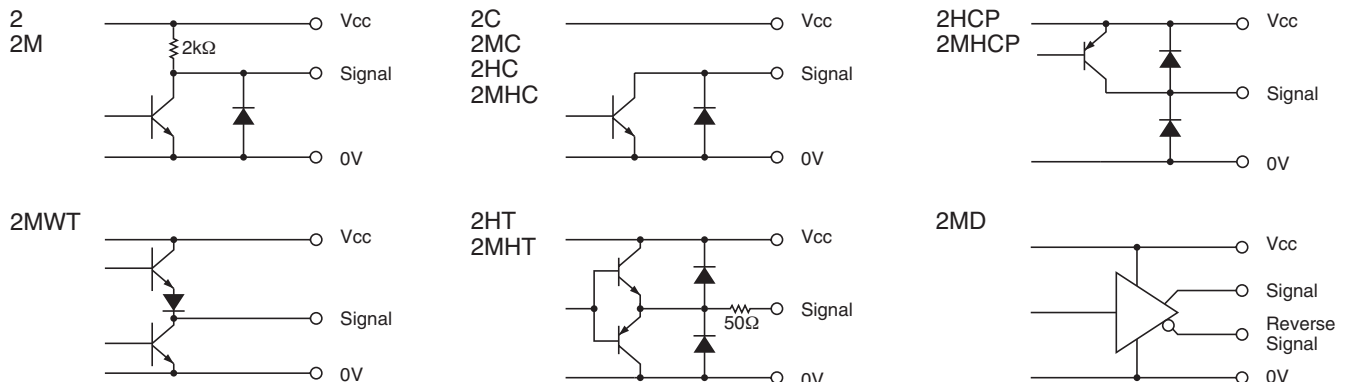 2
2M
Vcc
2kΩ
Signal
0V
2C
2MC
2HC
2MHC
Vcc
Signal
0V
2HCP
2MHCP
Vcc
Signal
0V
2MWT
Vcc
Signal
0V
2HT
2MHT
Vcc
Signal
50Ω
0V
2MD
Vcc
Signal
Reverse
Signal
0V